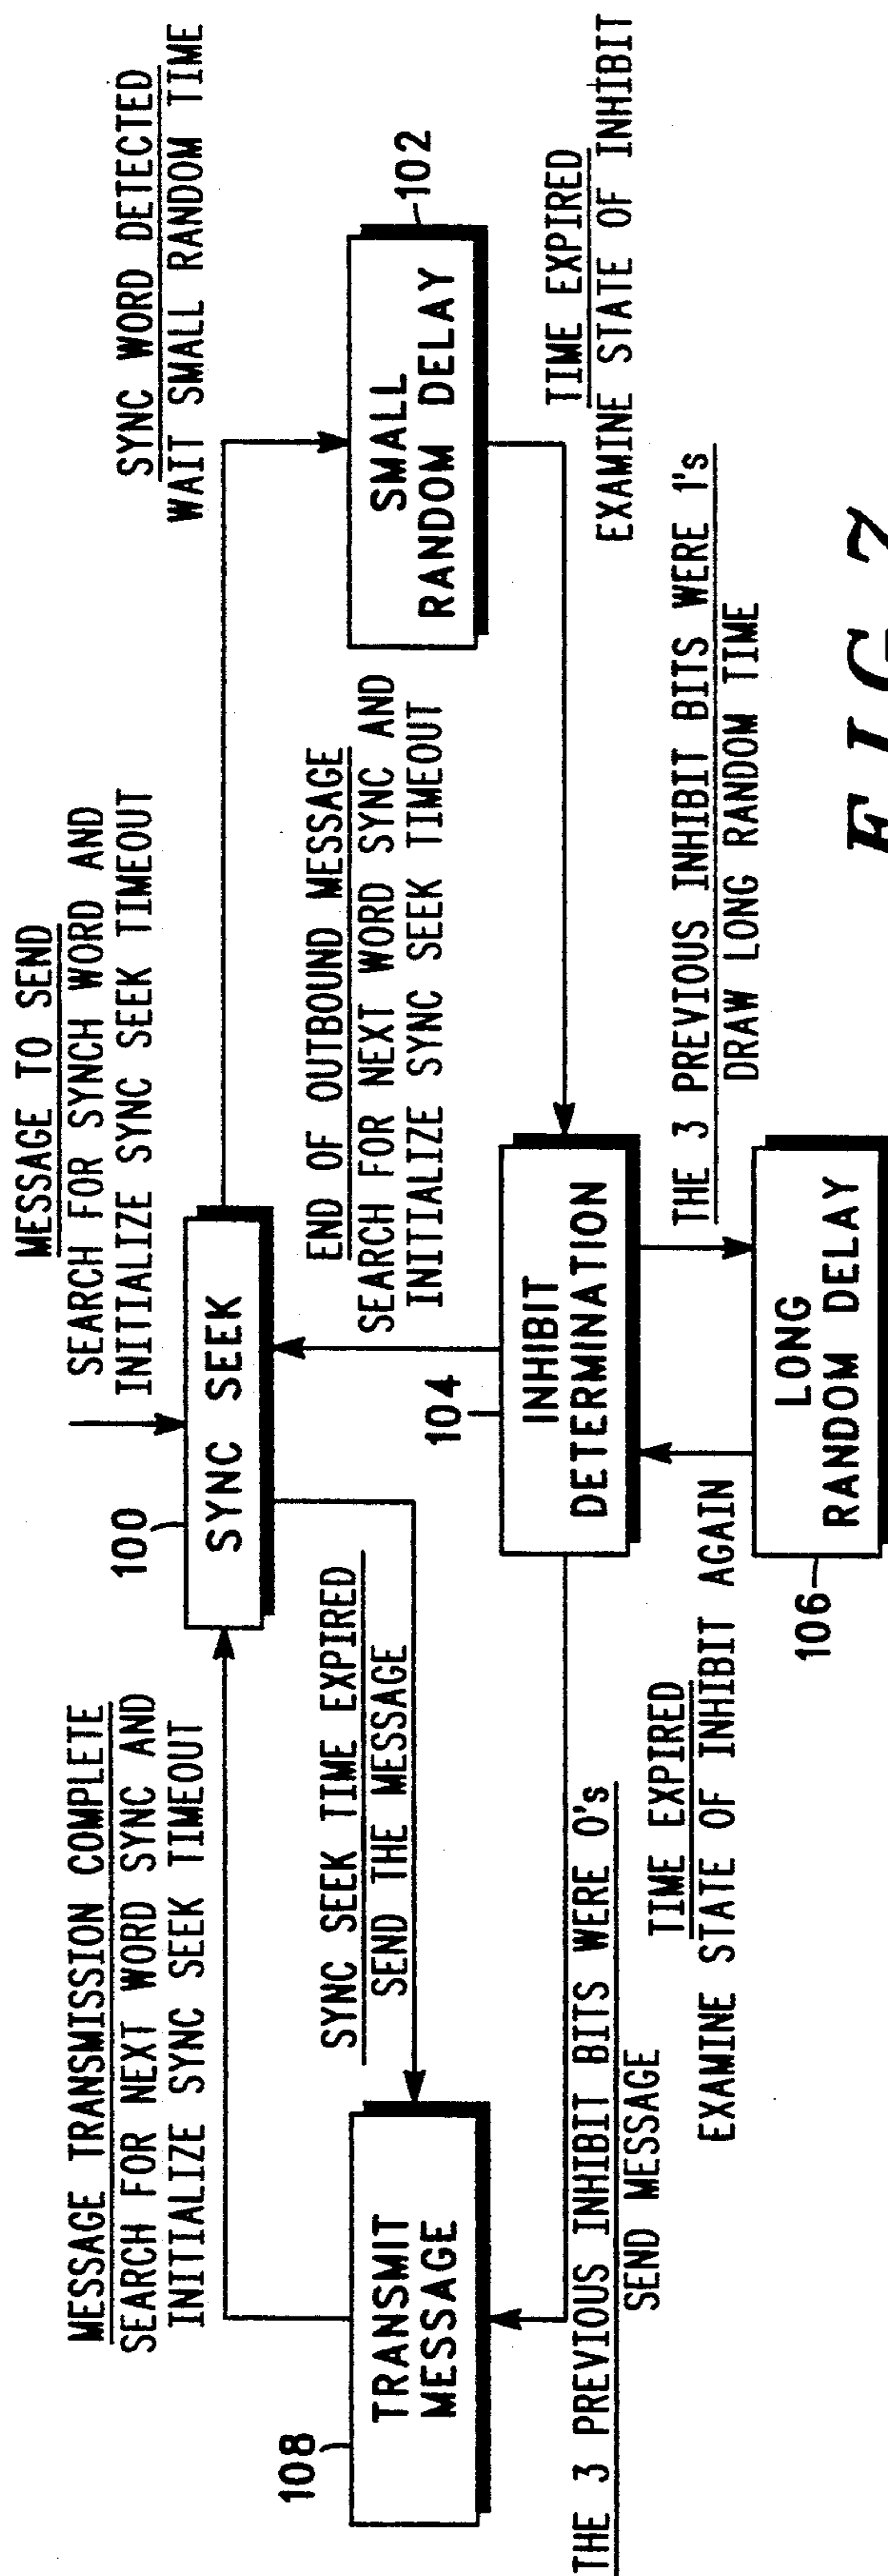 MESSAGE TO SEND
SEARCH FOR SYNCH WORD AND
INITIALIZE SYNC SEEK TIMEOUT
MESSAGE TRANSMISSION COMPLETE
SEARCH FOR NEXT WORD SYNC AND
INITIALIZE SYNC SEEK TIMEOUT
100
SYNC SEEK
SYNC WORD DETECTED
WAIT SMALL RANDOM TIME
SYNC SEEK TIME EXPIRED
SEND THE MESSAGE
END OF OUTBOUND MESSAGE
SEARCH FOR NEXT WORD SYNC AND
INITIALIZE SYNC SEEK TIMEOUT
108
TRANSMIT
MESSAGE
SMALL
RANDOM DELAY
102
104
INHIBIT
DETERMINATION
TIME EXPIRED
EXAMINE STATE OF INHIBIT
THE 3 PREVIOUS INHIBIT BITS WERE 0's
SEND MESSAGE
TIME EXPIRED
EXAMINE STATE OF INHIBIT AGAIN
THE 3 PREVIOUS INHIBIT BITS WERE 1's
DRAW LONG RANDOM TIME
106
LONG
RANDOM DELAY
FIG 7